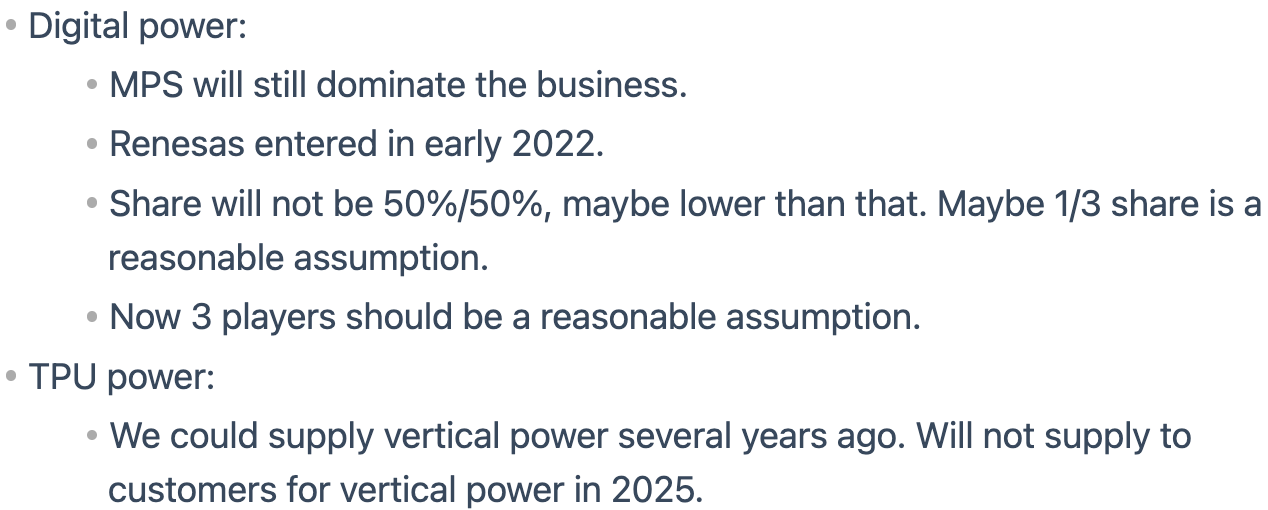 • Digital power:
• MPS will still dominate the business.
• Renesas entered in early 2022.
• Share will not be 50%/50%, maybe lower than that. Maybe 1/3 share is a
reasonable assumption.
• Now 3 players should be a reasonable assumption.
• TPU power:
• We could supply vertical power several years ago. Will not supply to
customers for vertical power in 2025.